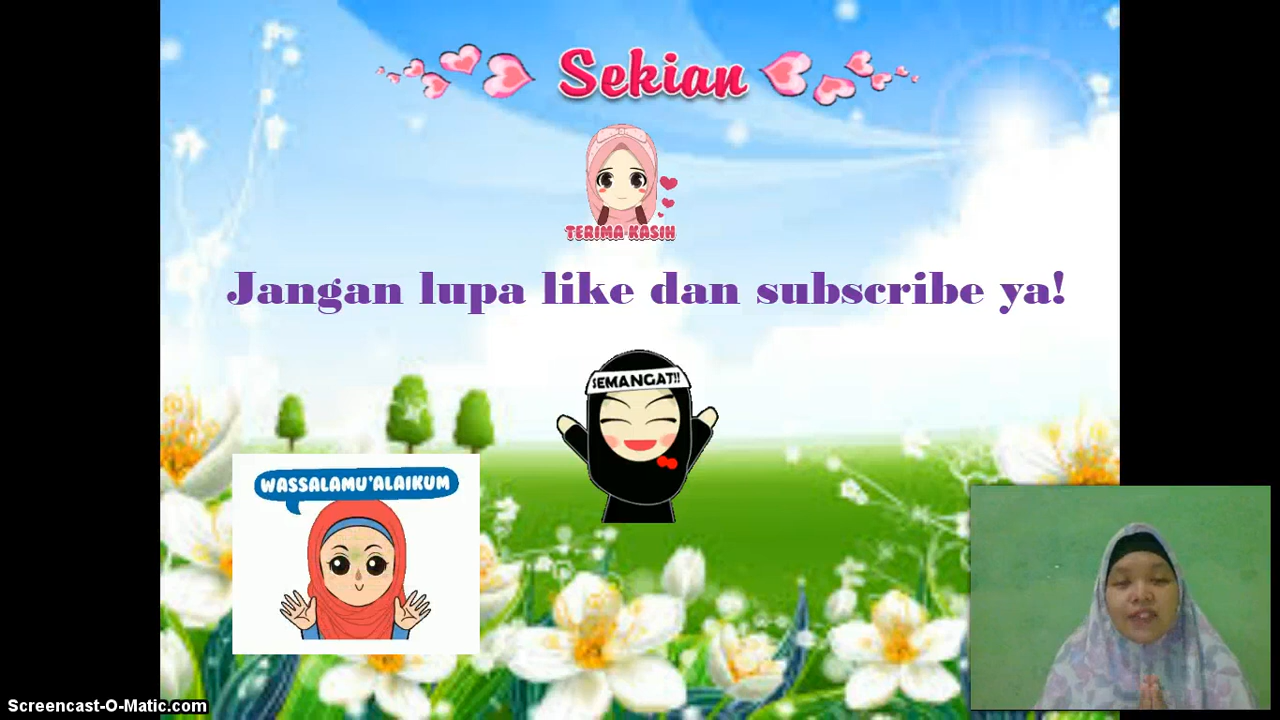 Sekian
TERIMA KASIH
Jangan lupa like dan subscribe ya!
SEMANGAT!!
WASSALAMU'ALAIKUM
Screencast-O-Matic.com